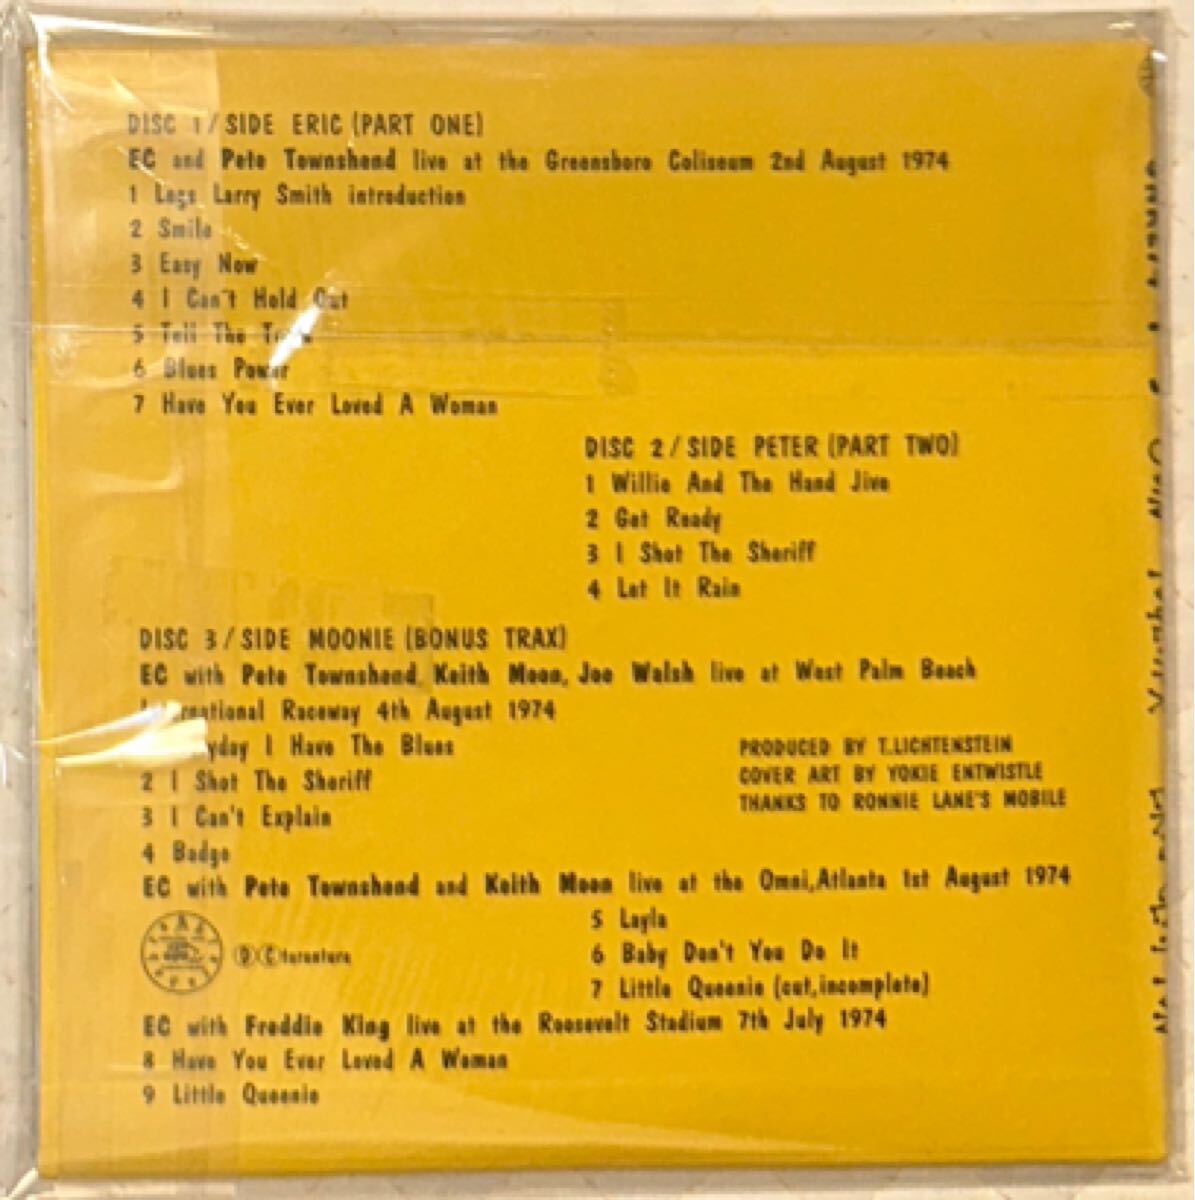 DISC 1/SIDE ERIC (PART ONE)
EC and Pete Townshend live at the Greensboro Coliseum 2nd August 1974
1 Legs Larry Smith introduction
2 Smile
3 Easy Now
4 I Can't Hold Out
5 Tell The Truth
6 Blues Power
7 Have You Ever Loved A Woman
DISC 2/SIDE PETER (PART TWO)
1 Willie And The Hand Jive
2 Get Ready
3 I Shot The Sheriff
4 Let It Rain
DISC 3/SIDE MOONIE (BONUS TRAX)
EC with Pete Townshend, Keith Moon, Joe Walsh live at West Palm Beach
International Raceway 4th August 1974
I Have The Blues
2 I Shot The Sheriff
3 I Can't Explain
4 Badge
PRODUCED BY T.LICHTENSTEIN
COVER ART BY YOKIE ENTWISTLE
THANKS TO RONNIE LANE'S MOBILE
EC with Pete Townshend and Keith Moon live at the Omni,Atlanta 1st August 1974
5 Layla
6 Baby Don't You Do It
7 Little Queenie (cut,incomplete)
tarantura
EC with Freddie King live at the Roosevelt Stadium 7th July 1974
8 Have You Ever Loved A Woman
9 Little Queenie